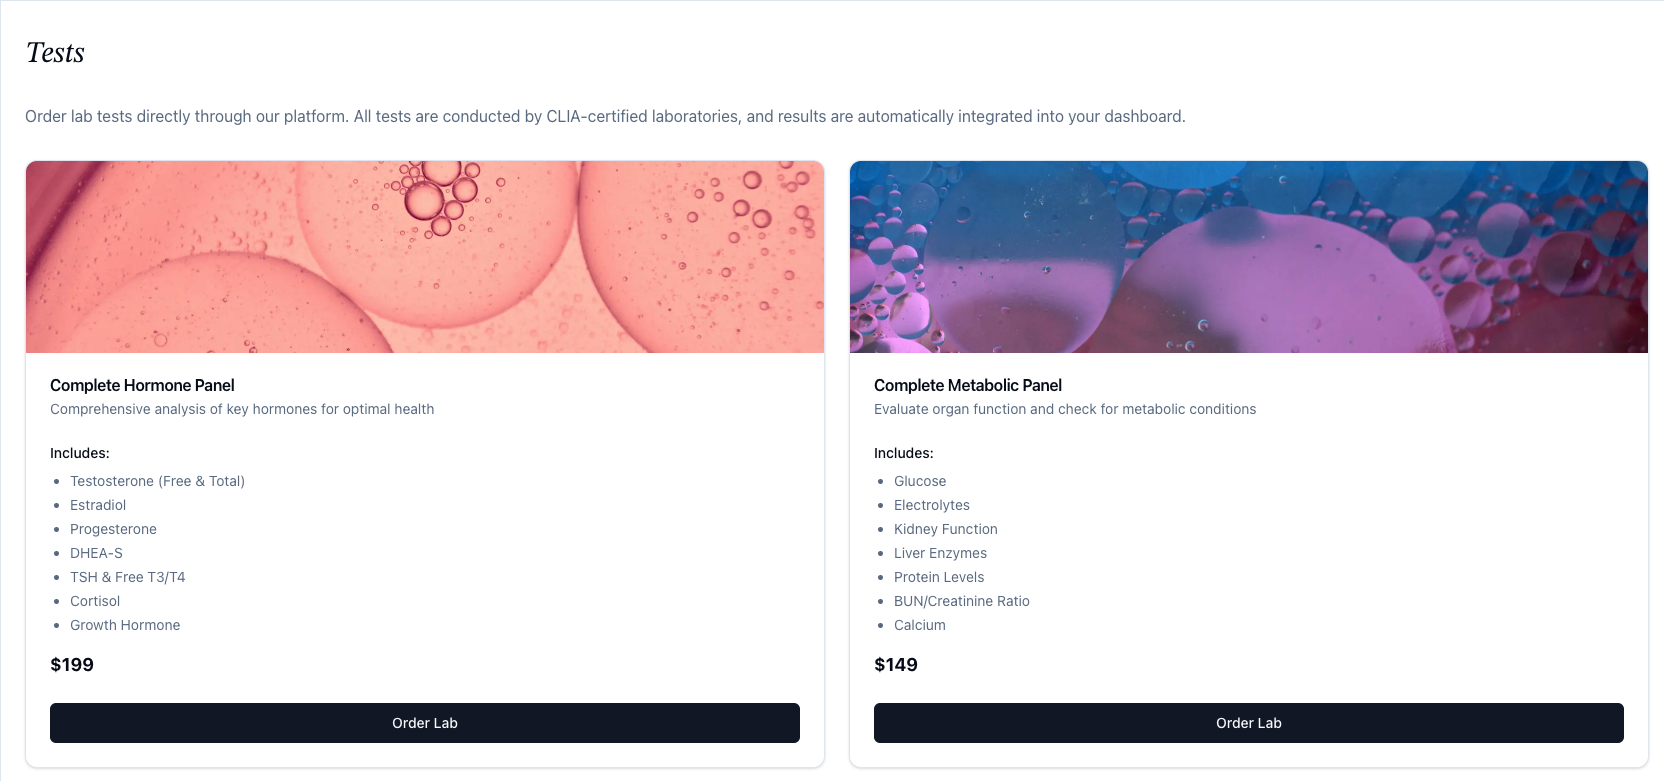 Tests
Order lab tests directly through our platform. All tests are conducted by CLIA-certified laboratories, and results are automatically integrated into your dashboard.
Complete Hormone Panel
Comprehensive analysis of key hormones for optimal health
Includes:
Testosterone (Free & Total)
Estradiol
Progesterone
DHEA-S
TSH & Free T3/T4
Cortisol
Growth Hormone
$199
Order Lab
Complete Metabolic Panel
Evaluate organ function and check for metabolic conditions
Includes:
Glucose
Electrolytes
Kidney Function
Liver Enzymes
Protein Levels
BUN/Creatinine Ratio
Calcium
$149
Order Lab